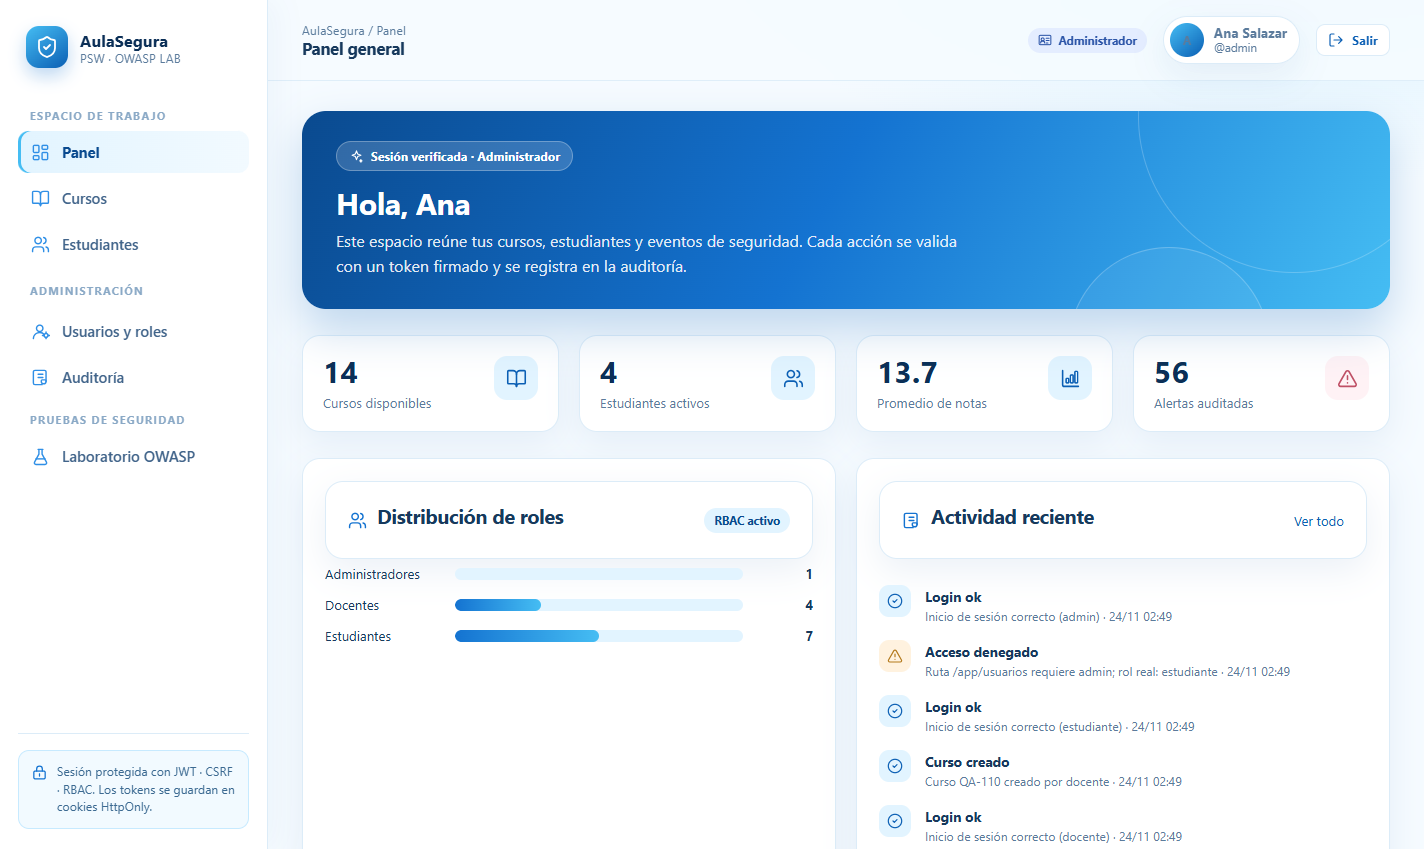 AulaSegura
PSW · OWASP LAB
ESPACIO DE TRABAJO
Panel
Cursos
Estudiantes
ADMINISTRACIÓN
Usuarios y roles
Auditoría
PRUEBAS DE SEGURIDAD
Laboratorio OWASP
Sesión protegida con JWT · CSRF
· RBAC. Los tokens se guardan en
cookies HttpOnly.
AulaSegura / Panel
Panel general
Administrador
Ana Salazar
@admin
Salir
Sesión verificada · Administrador
Hola, Ana
Este espacio reúne tus cursos, estudiantes y eventos de seguridad. Cada acción se valida
con un token firmado y se registra en la auditoría.
14
Cursos disponibles
4
Estudiantes activos
13.7
Promedio de notas
56
Alertas auditadas
Distribución de roles
RBAC activo
Administradores 1
Docentes 4
Estudiantes 7
Actividad reciente
Ver todo
Login ok
Inicio de sesión correcto (admin) · 24/11 02:49
Acceso denegado
Ruta /app/usuarios requiere admin; rol real: estudiante · 24/11 02:49
Login ok
Inicio de sesión correcto (estudiante) · 24/11 02:49
Curso creado
Curso QA-110 creado por docente · 24/11 02:49
Login ok
Inicio de sesión correcto (docente) · 24/11 02:49